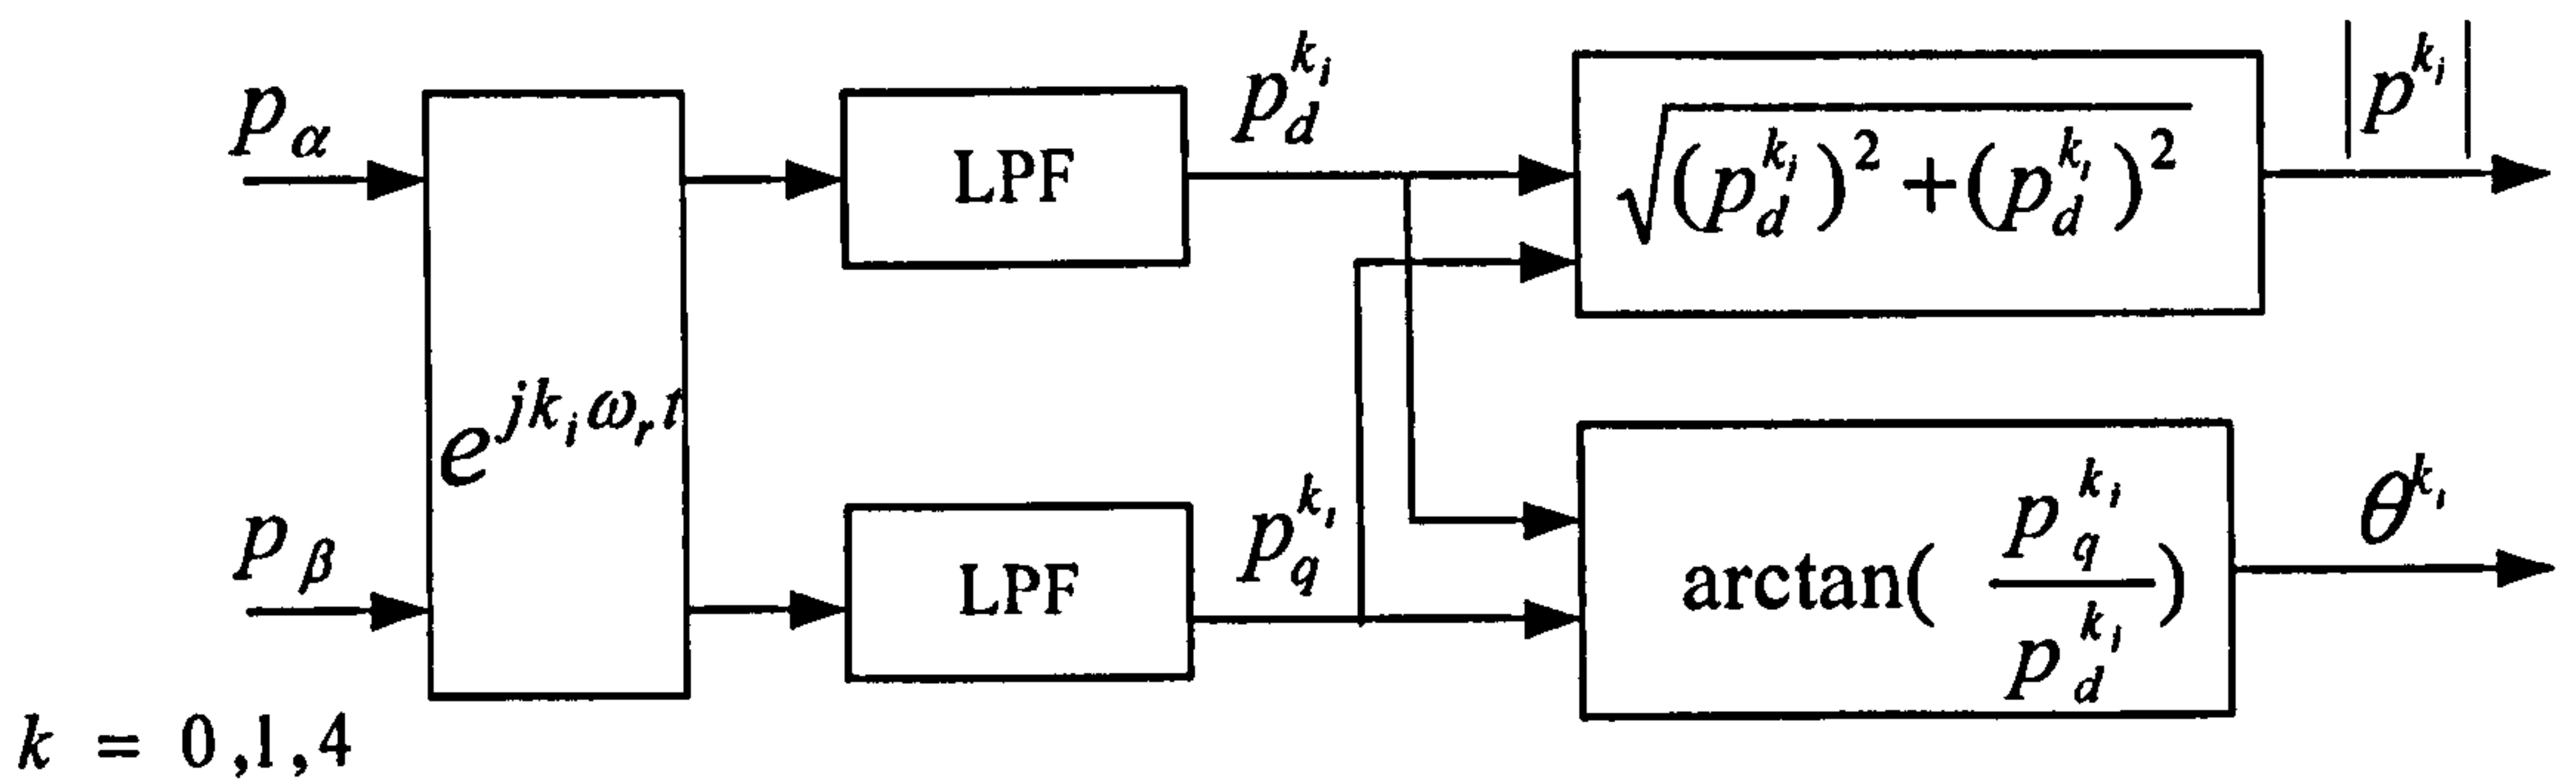 p_α
p_β
e^{jk_iω_rt}
LPF
LPF
p_d^{k_i}
p_q^{k_i}
√((p_d^{k_i})^2+(p_d^{k_i})^2)
|p^{k_i}|
arctan(p_q^{k_i}/p_d^{k_i})
θ^{k_i}
k = 0,1,4